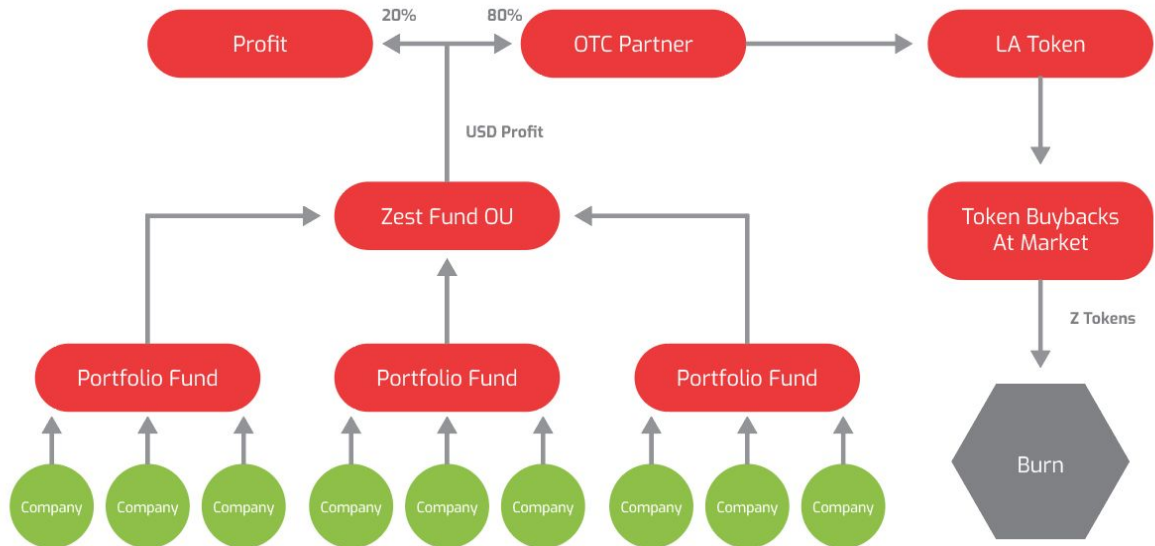 20%
80%
Profit
OTC Partner
LA Token
USD Profit
Zest Fund OU
Token Buybacks
At Market
Z Tokens
Portfolio Fund
Portfolio Fund
Portfolio Fund
Burn
Company
Company
Company
Company
Company
Company
Company
Company
Company